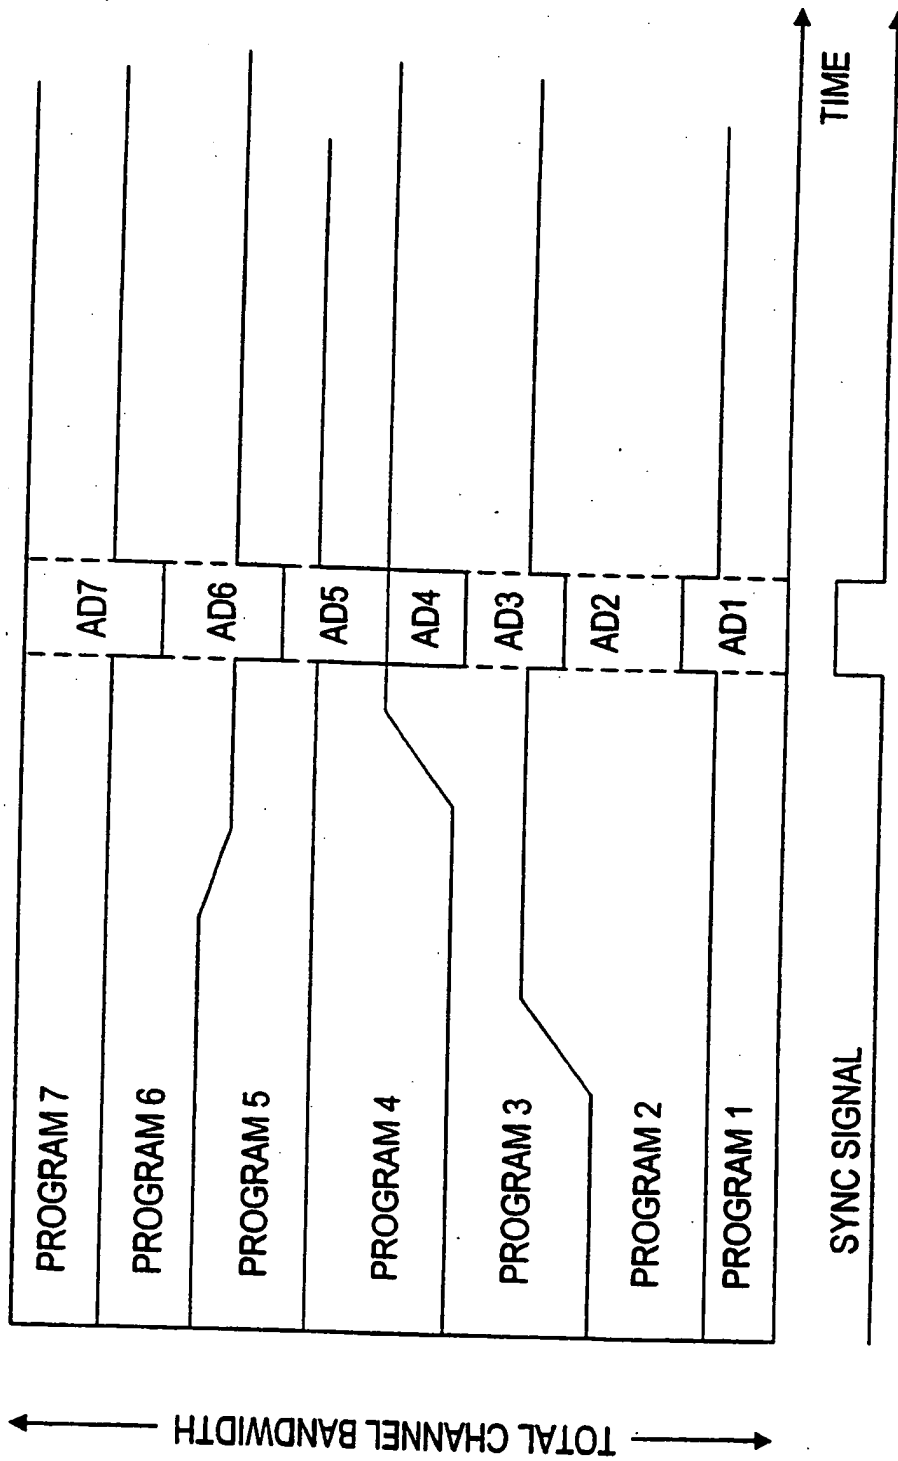 TOTAL CHANNEL BANDWIDTH
PROGRAM 7
PROGRAM 6
PROGRAM 5
PROGRAM 4
PROGRAM 3
PROGRAM 2
PROGRAM 1
AD7
AD6
AD5
AD4
AD3
AD2
AD1
TIME
SYNC SIGNAL